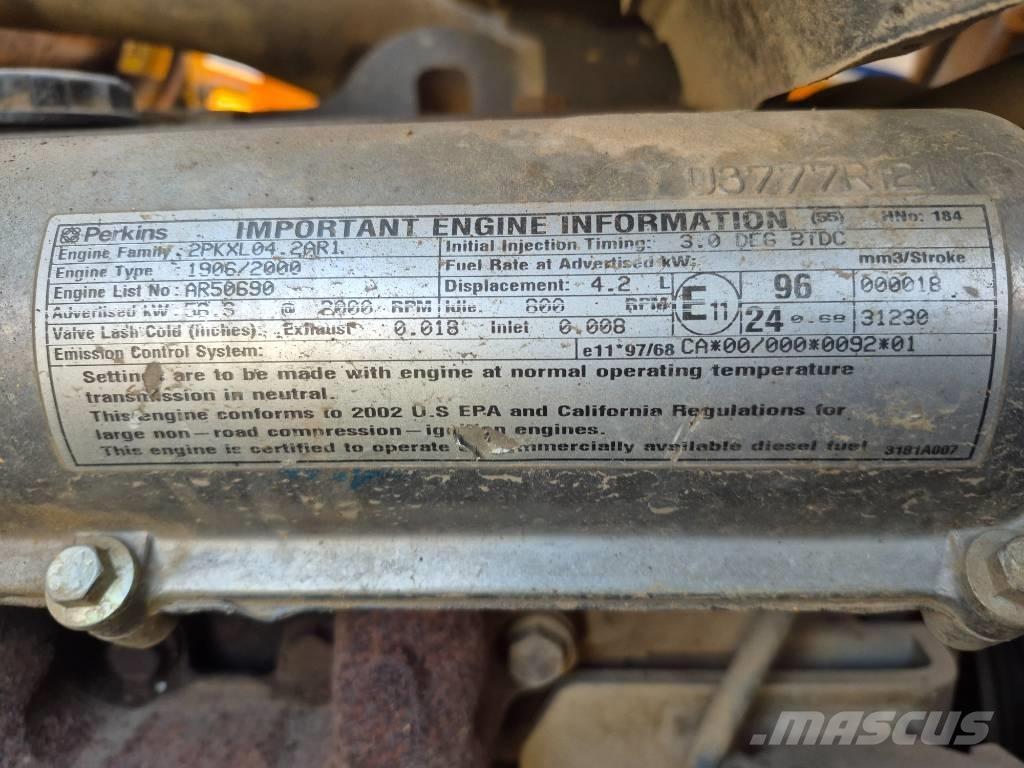 U3777R12
Perkins IMPORTANT ENGINE INFORMATION (55) HNo: 184
Engine Family. 2PKXL04.2AR1. Initial Injection Timing: 3.0 DEG BTDC
Engine Type 1906/2000 Fuel Rate at Advertised kW: mm3/Stroke
Engine List No: AR50690 Displacement: 4.2 L E11 96 000018
Advertised kW: @ 2000 RPM Idle. 800 RPM 24 0.68 31230
Valve Lash Cold (inches): Exhaust 0.018 Inlet 0.008
Emission Control System: e11*97/68 CA*00/000*0092*01
Settings are to be made with engine at normal operating temperature
transmission in neutral.
This engine conforms to 2002 U.S EPA and California Regulations for
large non-road compression-ignition engines.
This engine is certified to operate commercially available diesel fuel 3181A007
MASCUS